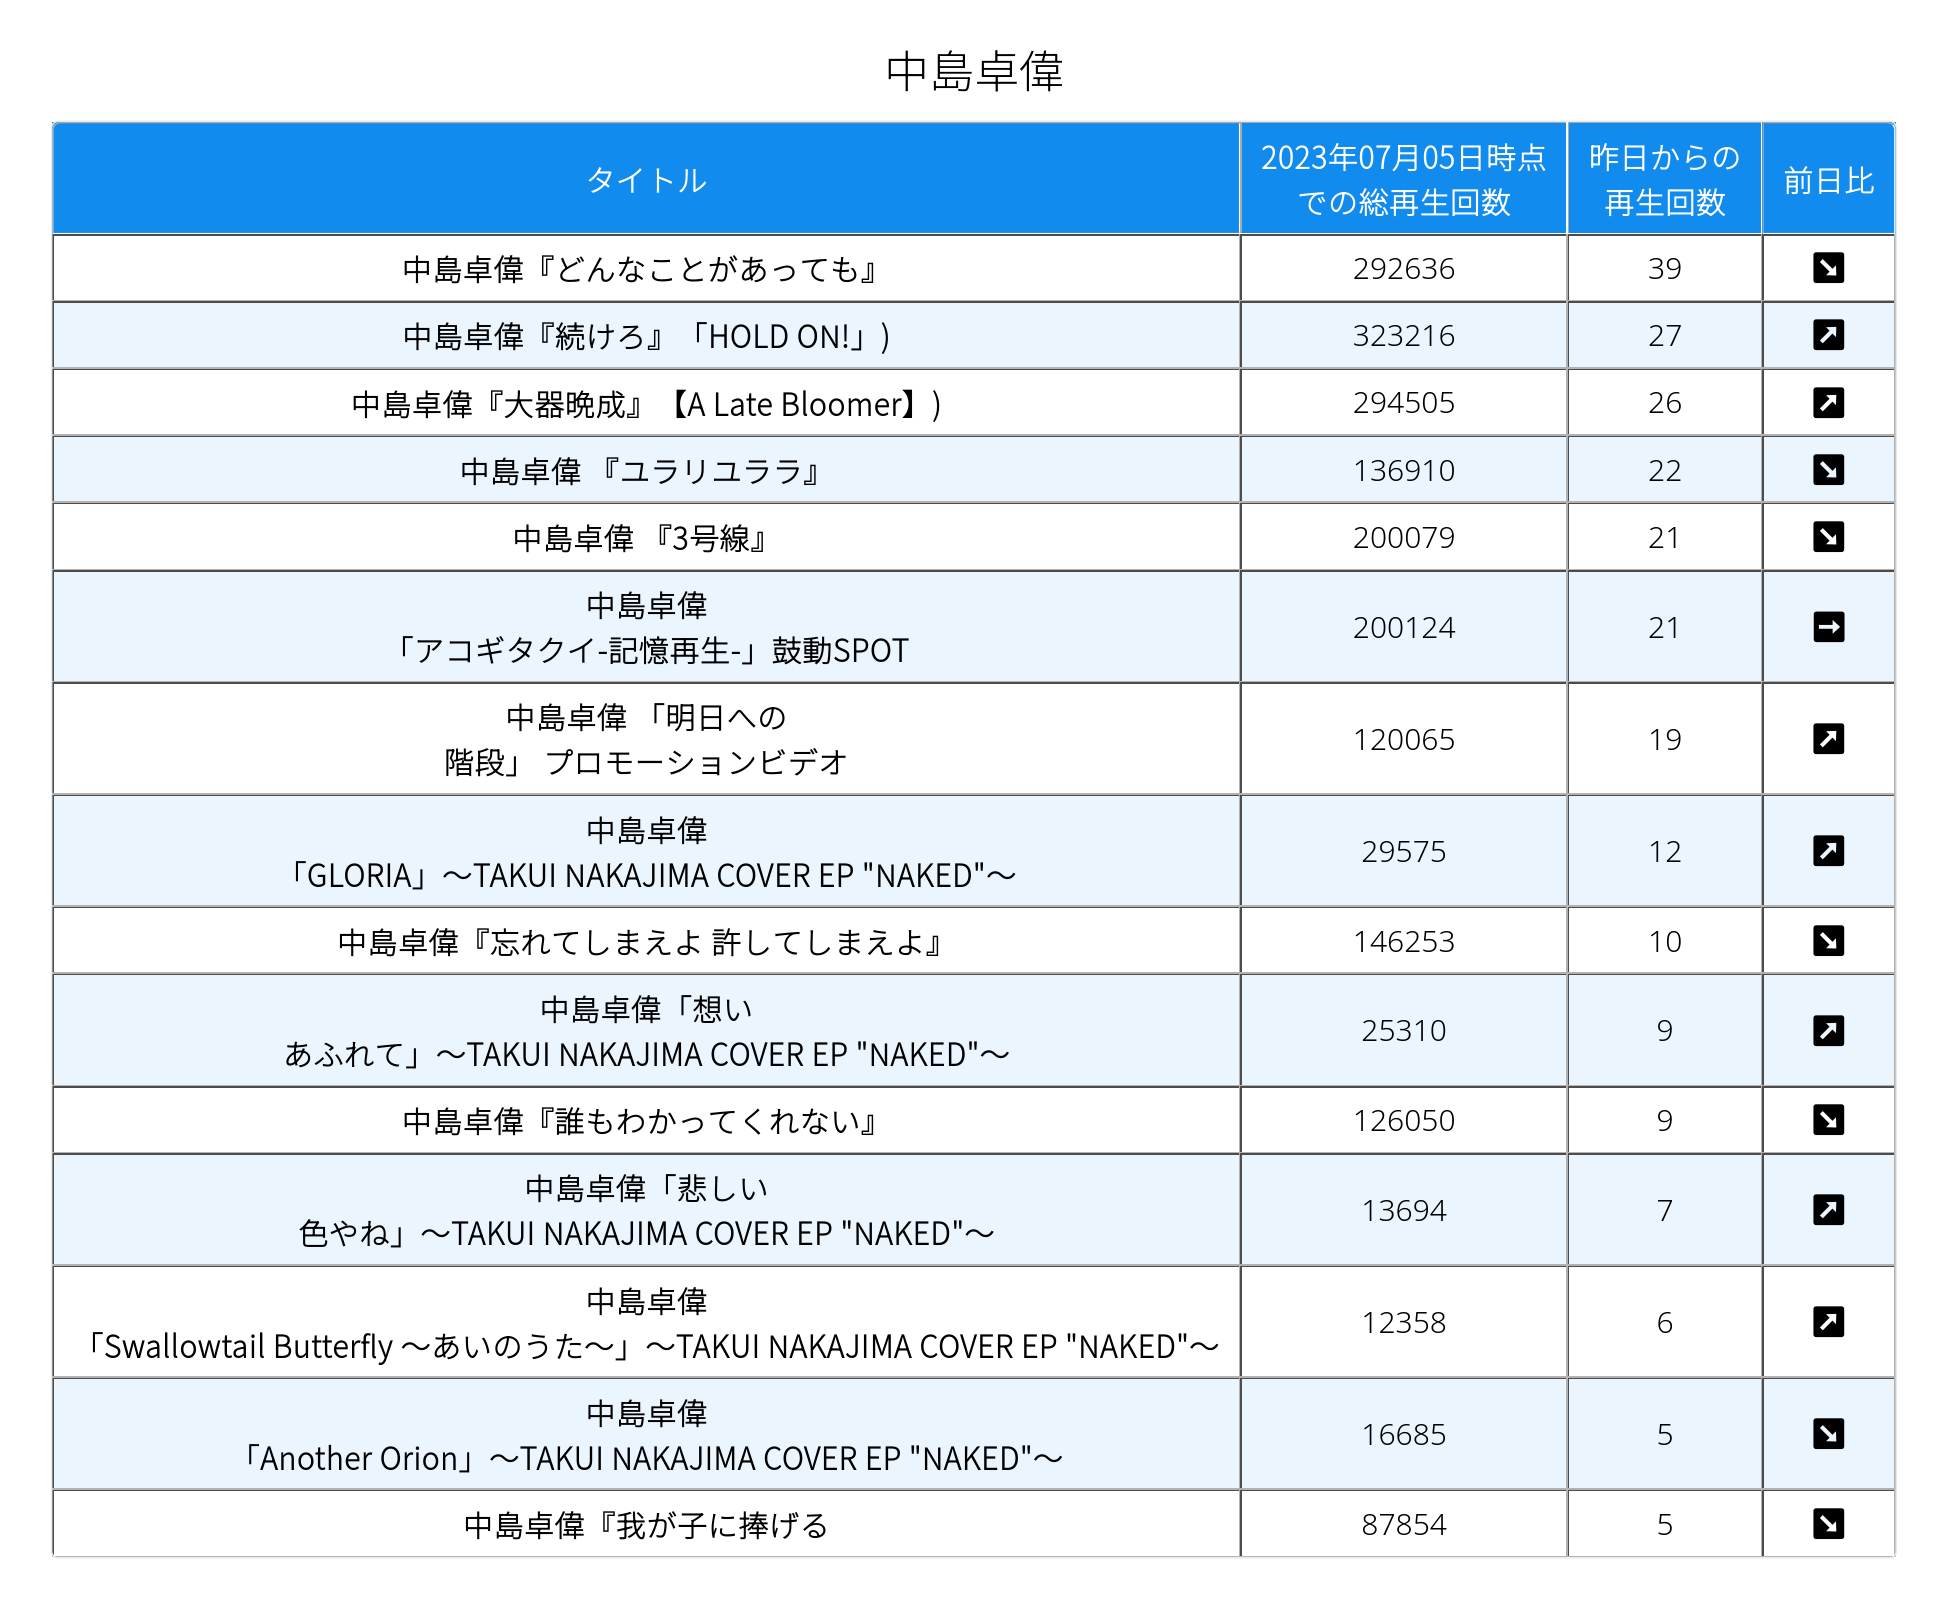 中島卓偉
タイトル
2023年07月05日時点
での総再生回数
昨日からの
再生回数
前日比
中島卓偉『どんなことがあっても』 292636 39
中島卓偉『続けろ』「HOLD ON!」) 323216 27
中島卓偉『大器晩成』【A Late Bloomer】) 294505 26
中島卓偉 『ユラリユララ』 136910 22
中島卓偉 『3号線』 200079 21
中島卓偉
「アコギタクイ-記憶再生-」鼓動SPOT 200124 21
中島卓偉 「明日への
階段」 プロモーションビデオ 120065 19
中島卓偉
「GLORIA」～TAKUI NAKAJIMA COVER EP "NAKED"～ 29575 12
中島卓偉『忘れてしまえよ 許してしまえよ』 146253 10
中島卓偉「想い
あふれて」～TAKUI NAKAJIMA COVER EP "NAKED"～ 25310 9
中島卓偉『誰もわかってくれない』 126050 9
中島卓偉「悲しい
色やね」～TAKUI NAKAJIMA COVER EP "NAKED"～ 13694 7
中島卓偉
「Swallowtail Butterfly ～あいのうた～」～TAKUI NAKAJIMA COVER EP "NAKED"～ 12358 6
中島卓偉
「Another Orion」～TAKUI NAKAJIMA COVER EP "NAKED"～ 16685 5
中島卓偉『我が子に捧げる 87854 5